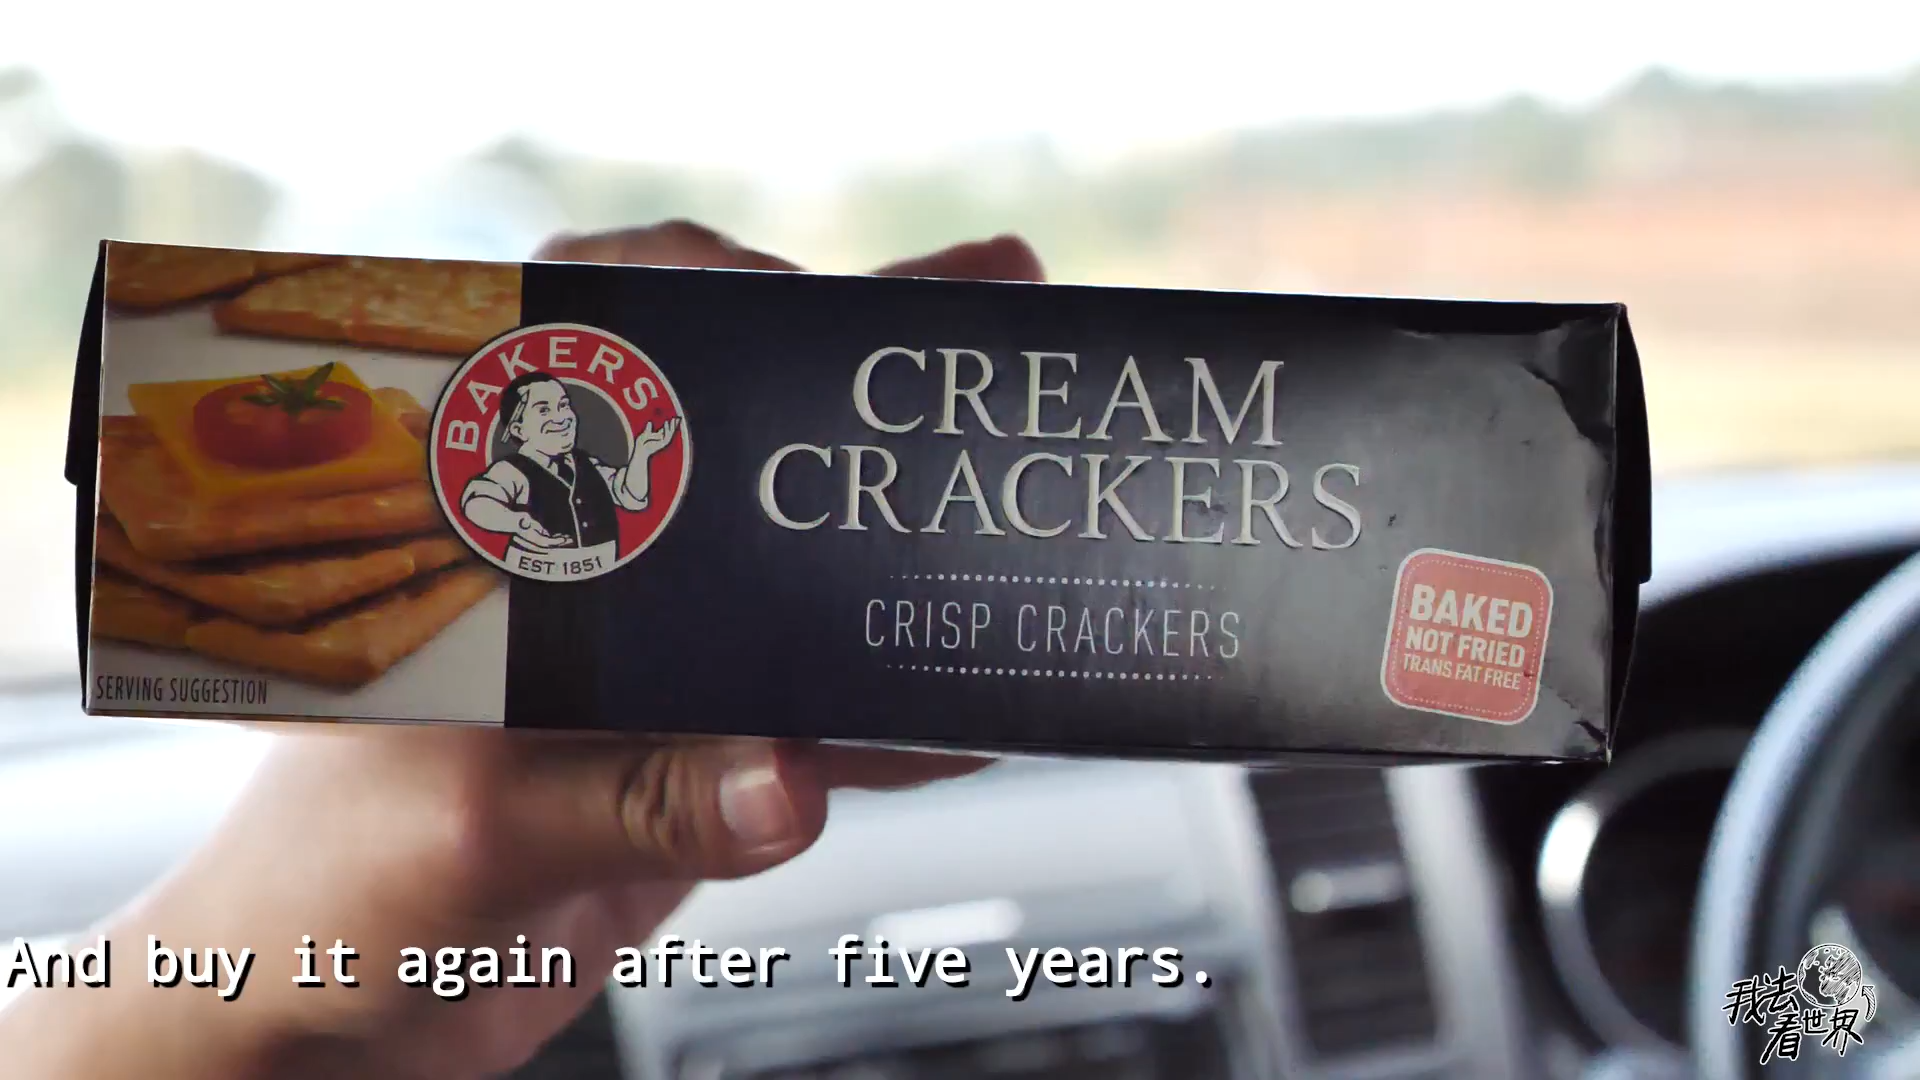 BAKERS
EST 1851
CREAM
CRACKERS
CRISP CRACKERS
BAKED
NOT FRIED
TRANS FAT FREE
SERVING SUGGESTION
And buy it again after five years.
我去
看世界